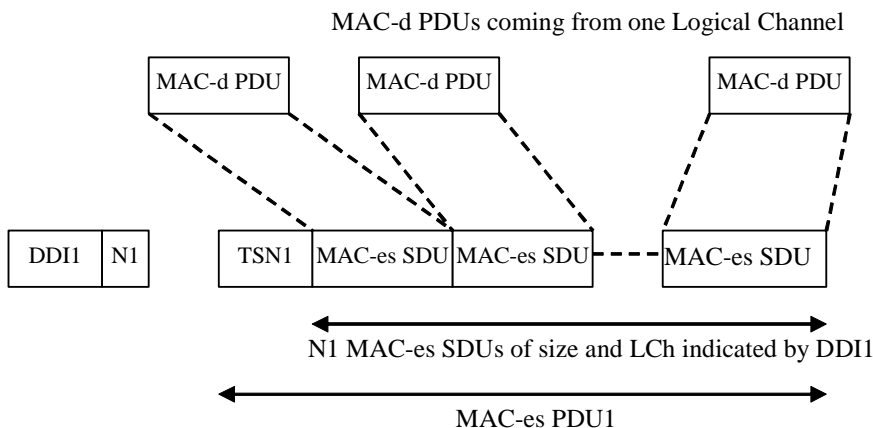 MAC-d PDUs coming from one Logical Channel
MAC-d PDU MAC-d PDU MAC-d PDU
DDI1 N1 TSN1 MAC-es SDU MAC-es SDU MAC-es SDU
N1 MAC-es SDUs of size and LCh indicated by DDI1
MAC-es PDU1